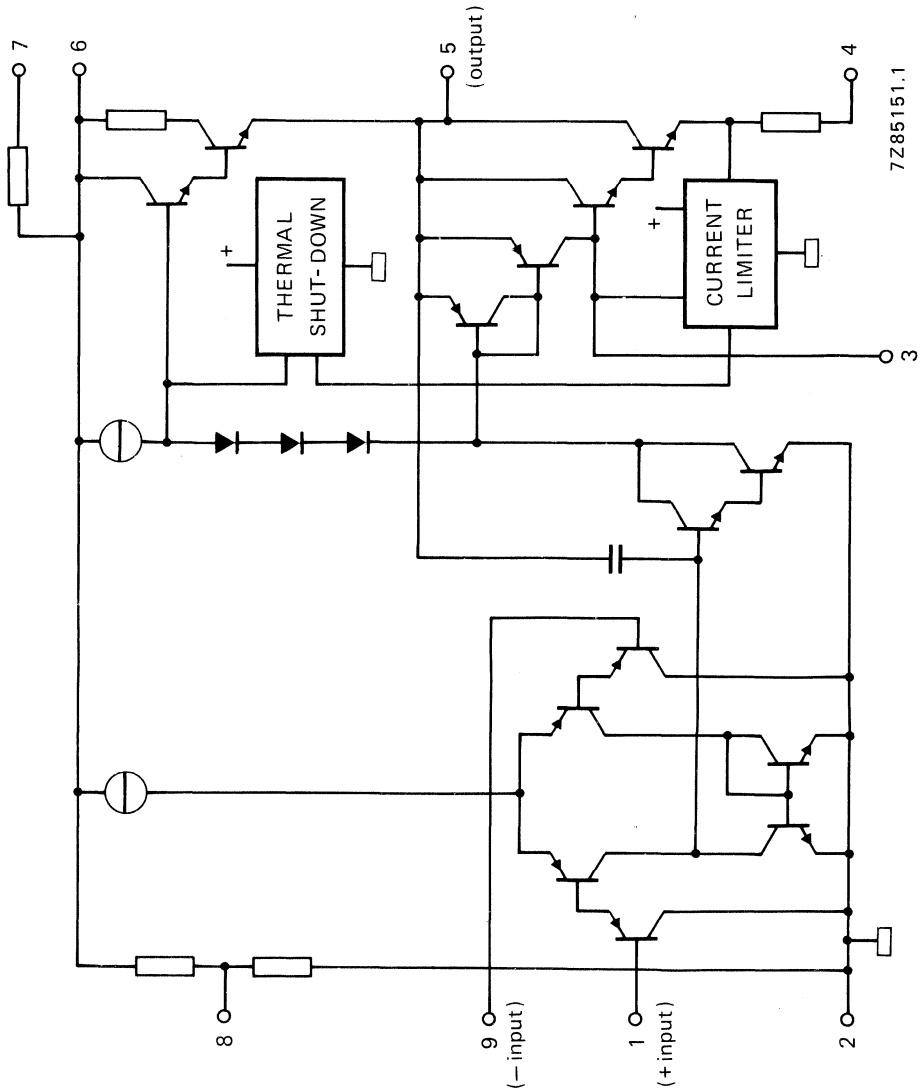 7
6
5
(output)
4
7Z85151.1
+
THERMAL
SHUT-DOWN
+
CURRENT
LIMITER
3
8
9
(− input)
1
(+ input)
2